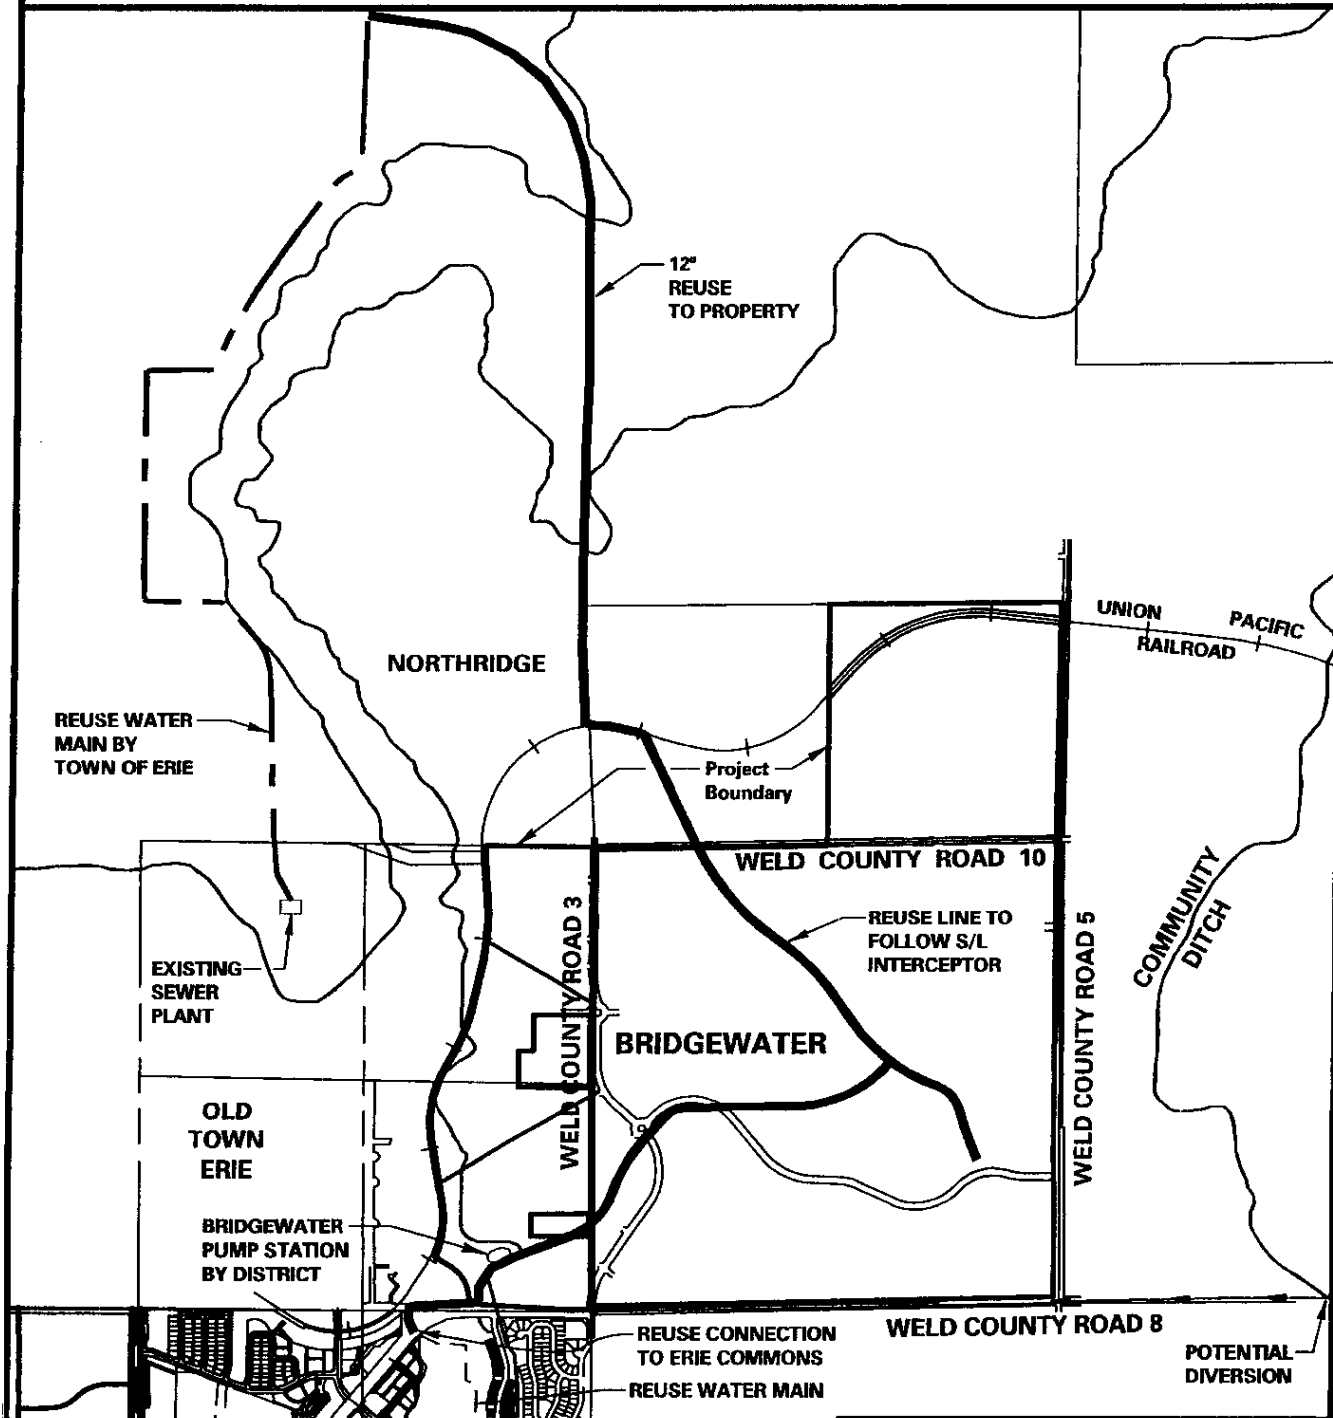 12"
REUSE
TO PROPERTY
UNION
PACIFIC
RAILROAD
NORTHRIDGE
REUSE WATER
MAIN BY
TOWN OF ERIE
Project
Boundary
WELD COUNTY ROAD 10
COMMUNITY
DITCH
WELD COUNTY ROAD 3
REUSE LINE TO
FOLLOW S/L
INTERCEPTOR
WELD COUNTY ROAD 5
EXISTING
SEWER
PLANT
BRIDGEWATER
OLD
TOWN
ERIE
BRIDGEWATER
PUMP STATION
BY DISTRICT
REUSE CONNECTION
TO ERIE COMMONS
WELD COUNTY ROAD 8
REUSE WATER MAIN
POTENTIAL
DIVERSION